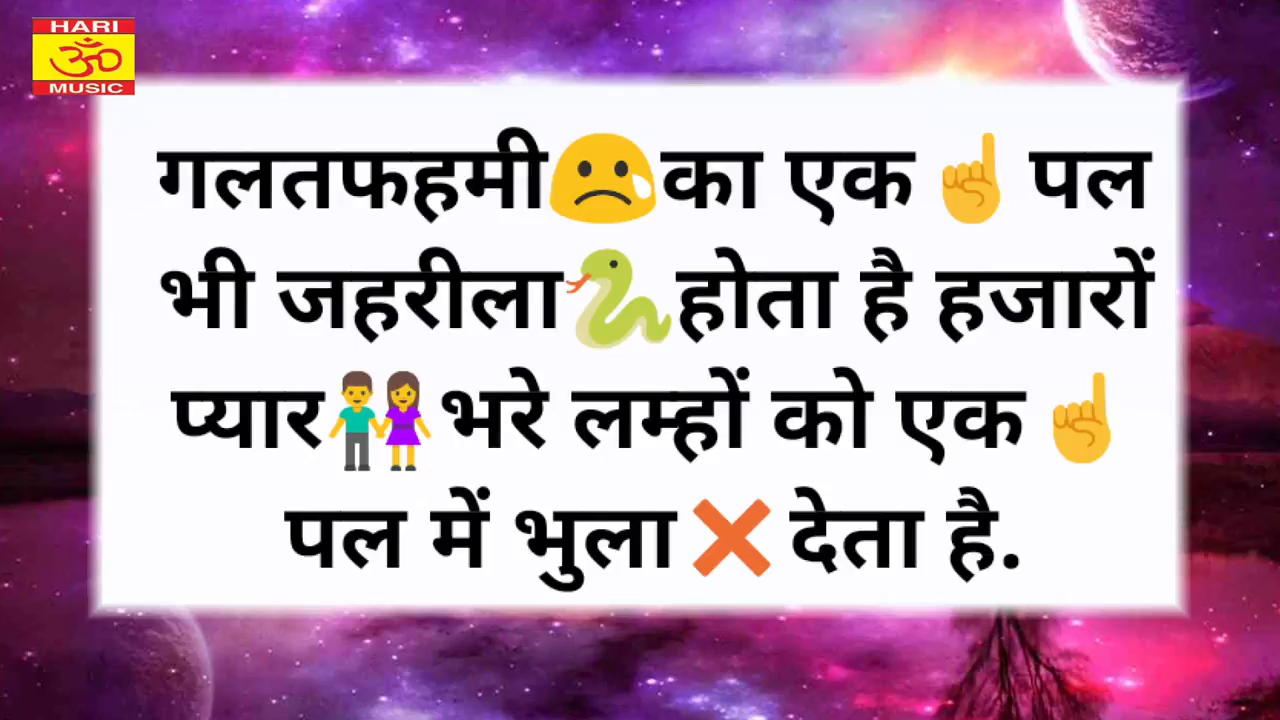 HARI
ॐ
MUSIC
गलतफहमी😢का एक ☝पल
भी जहरीला🐍होता है हजारों
प्यार👫भरे लम्हों को एक ☝
पल में भुला❌देता है.